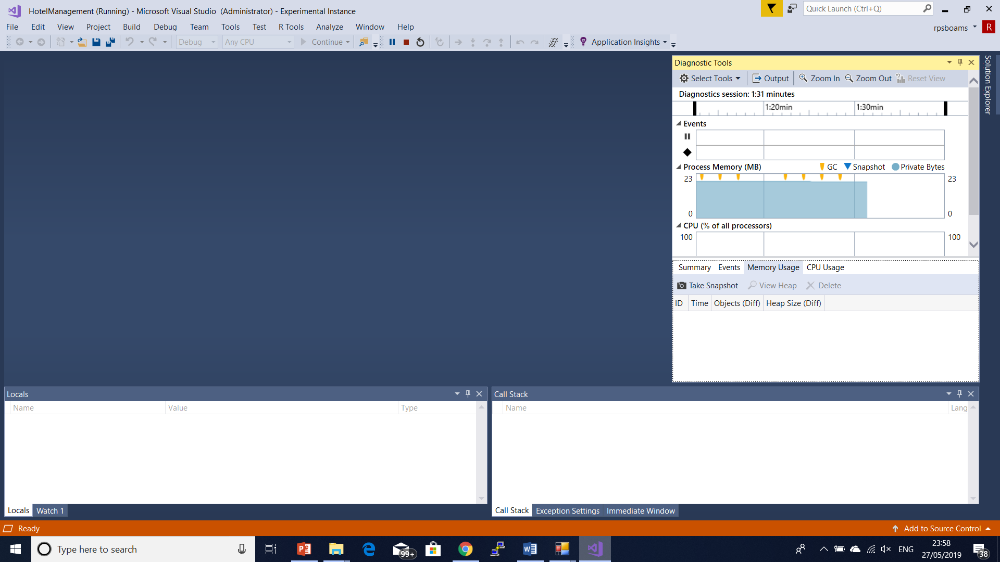 HotelManagement (Running) - Microsoft Visual Studio (Administrator) - Experimental Instance
Quick Launch (Ctrl+Q)
File Edit View Project Build Debug Team Tools Test R Tools Analyze Window Help
rpsboams R
Debug Any CPU Continue Application Insights
Solution Explorer
Diagnostic Tools
Select Tools Output Zoom In Zoom Out Reset View
Diagnostics session: 1:31 minutes
1:20min 1:30min
Events
Process Memory (MB) GC Snapshot Private Bytes
23 23
0 0
CPU (% of all processors)
100 100
Summary Events Memory Usage CPU Usage
Take Snapshot View Heap Delete
ID Time Objects (Diff) Heap Size (Diff)
Locals
Name Value Type
Locals Watch 1
Call Stack
Name Lang
Call Stack Exception Settings Immediate Window
Ready Add to Source Control
Type here to search
99+
ENG
23:58
27/05/2019
38